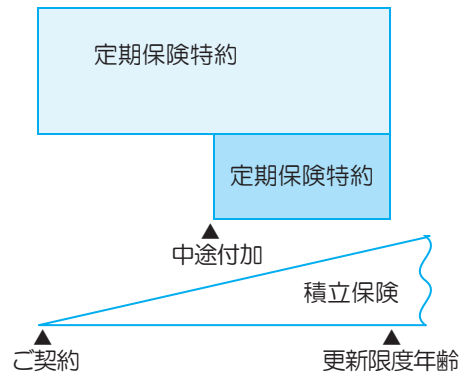 定期保険特約
定期保険特約
▲
中途付加
積立保険
▲ ▲
ご契約 更新限度年齢